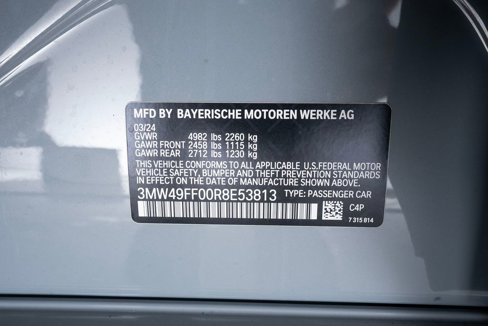 MFD BY BAYERISCHE MOTOREN WERKE AG
03/24
GVWR 4982 lbs 2260 kg
GAWR FRONT 2458 lbs 1115 kg
GAWR REAR 2712 lbs 1230 kg
THIS VEHICLE CONFORMS TO ALL APPLICABLE U.S.FEDERAL MOTOR
VEHICLE SAFETY, BUMPER, AND THEFT PREVENTION STANDARDS
IN EFFECT ON THE DATE OF MANUFACTURE SHOWN ABOVE.
3MW49FF00R8E53813 TYPE: PASSENGER CAR
C4P
7 315 814